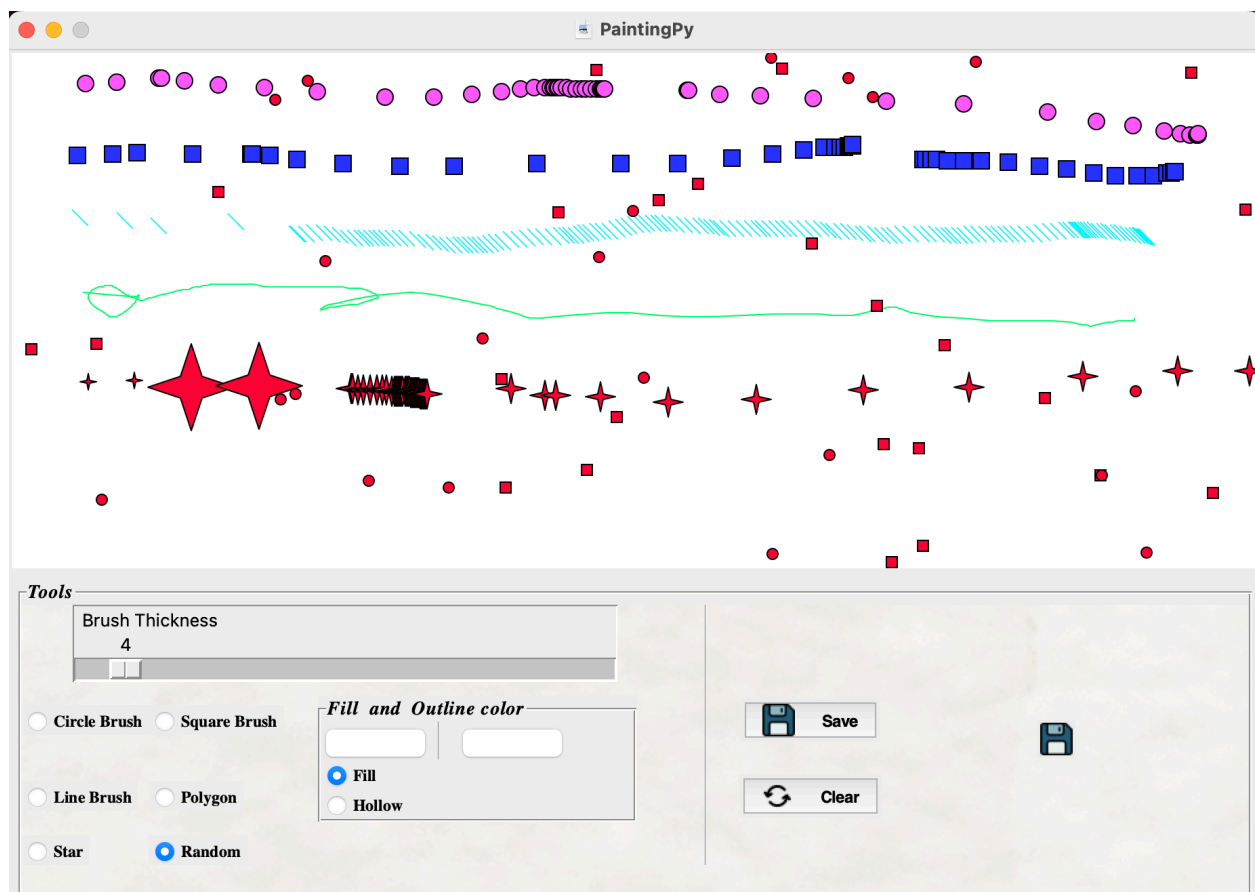 PaintingPy
Tools
Brush Thickness
4
Circle Brush
Square Brush
Fill and Outline color
Save
Fill
Line Brush
Polygon
Hollow
Clear
Star
Random